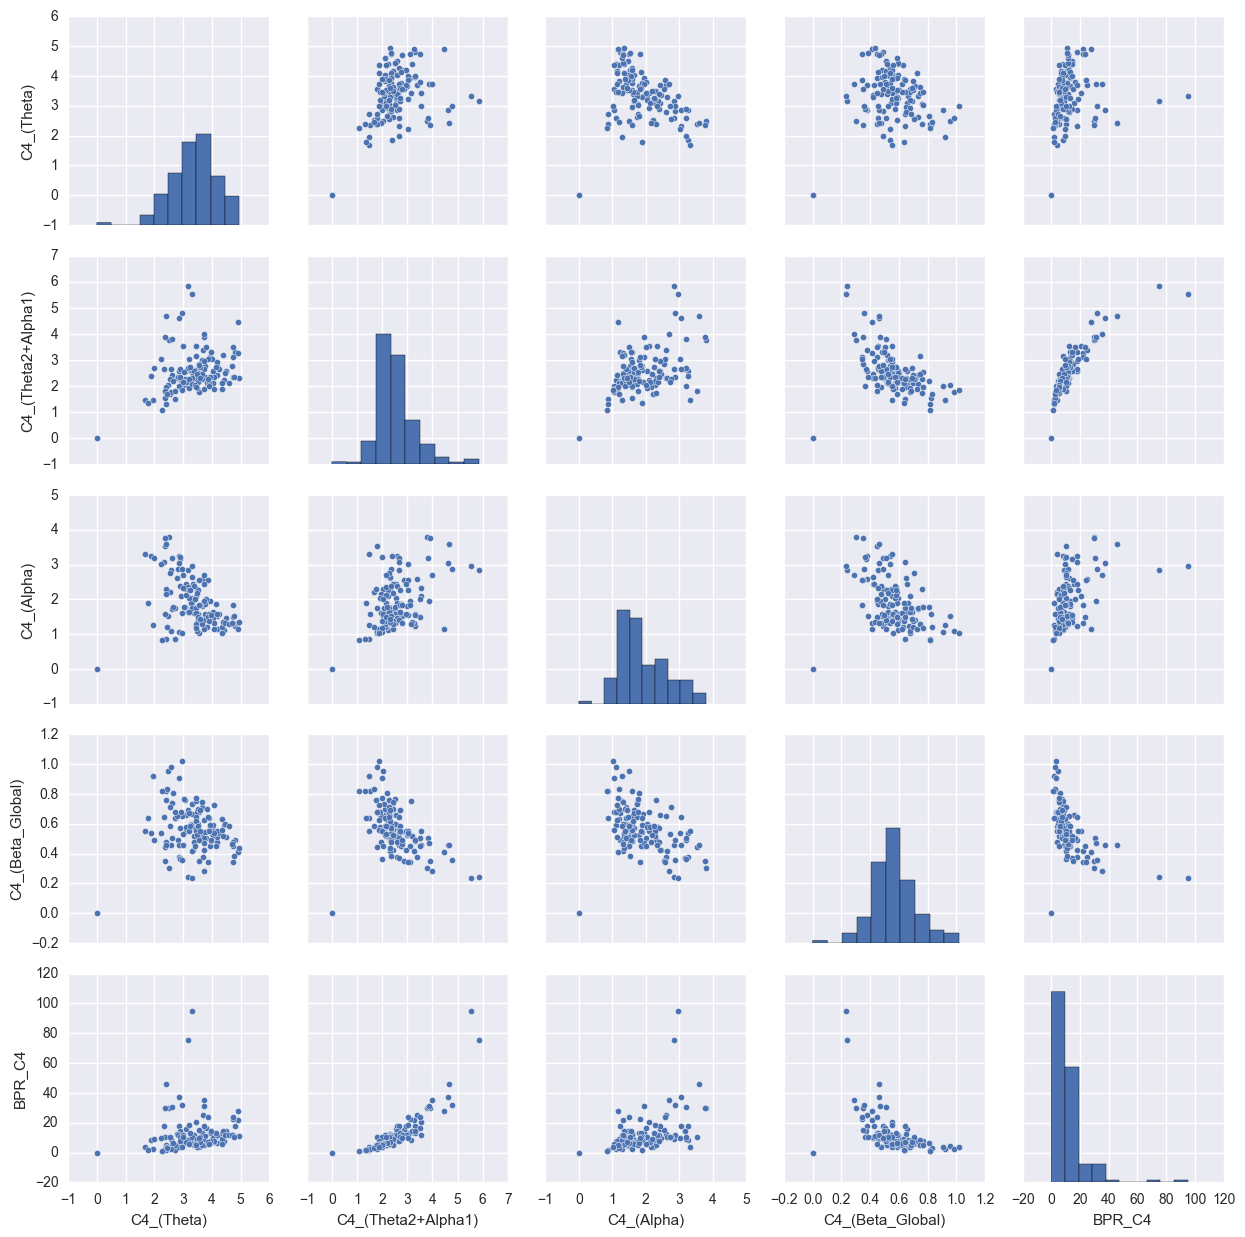 6
5
4
3
2
1
0
−1
C4_(Theta)
7
6
5
4
3
2
1
0
−1
C4_(Theta2+Alpha1)
5
4
3
2
1
0
−1
C4_(Alpha)
1.2
1.0
0.8
0.6
0.4
0.2
0.0
−0.2
C4_(Beta_Global)
120
100
80
60
40
20
0
−20
BPR_C4
−1 0 1 2 3 4 5 6
C4_(Theta)
−1 0 1 2 3 4 5 6 7
C4_(Theta2+Alpha1)
−1 0 1 2 3 4 5
C4_(Alpha)
−0.2 0.0 0.2 0.4 0.6 0.8 1.0 1.2
C4_(Beta_Global)
−20 0 20 40 60 80 100 120
BPR_C4